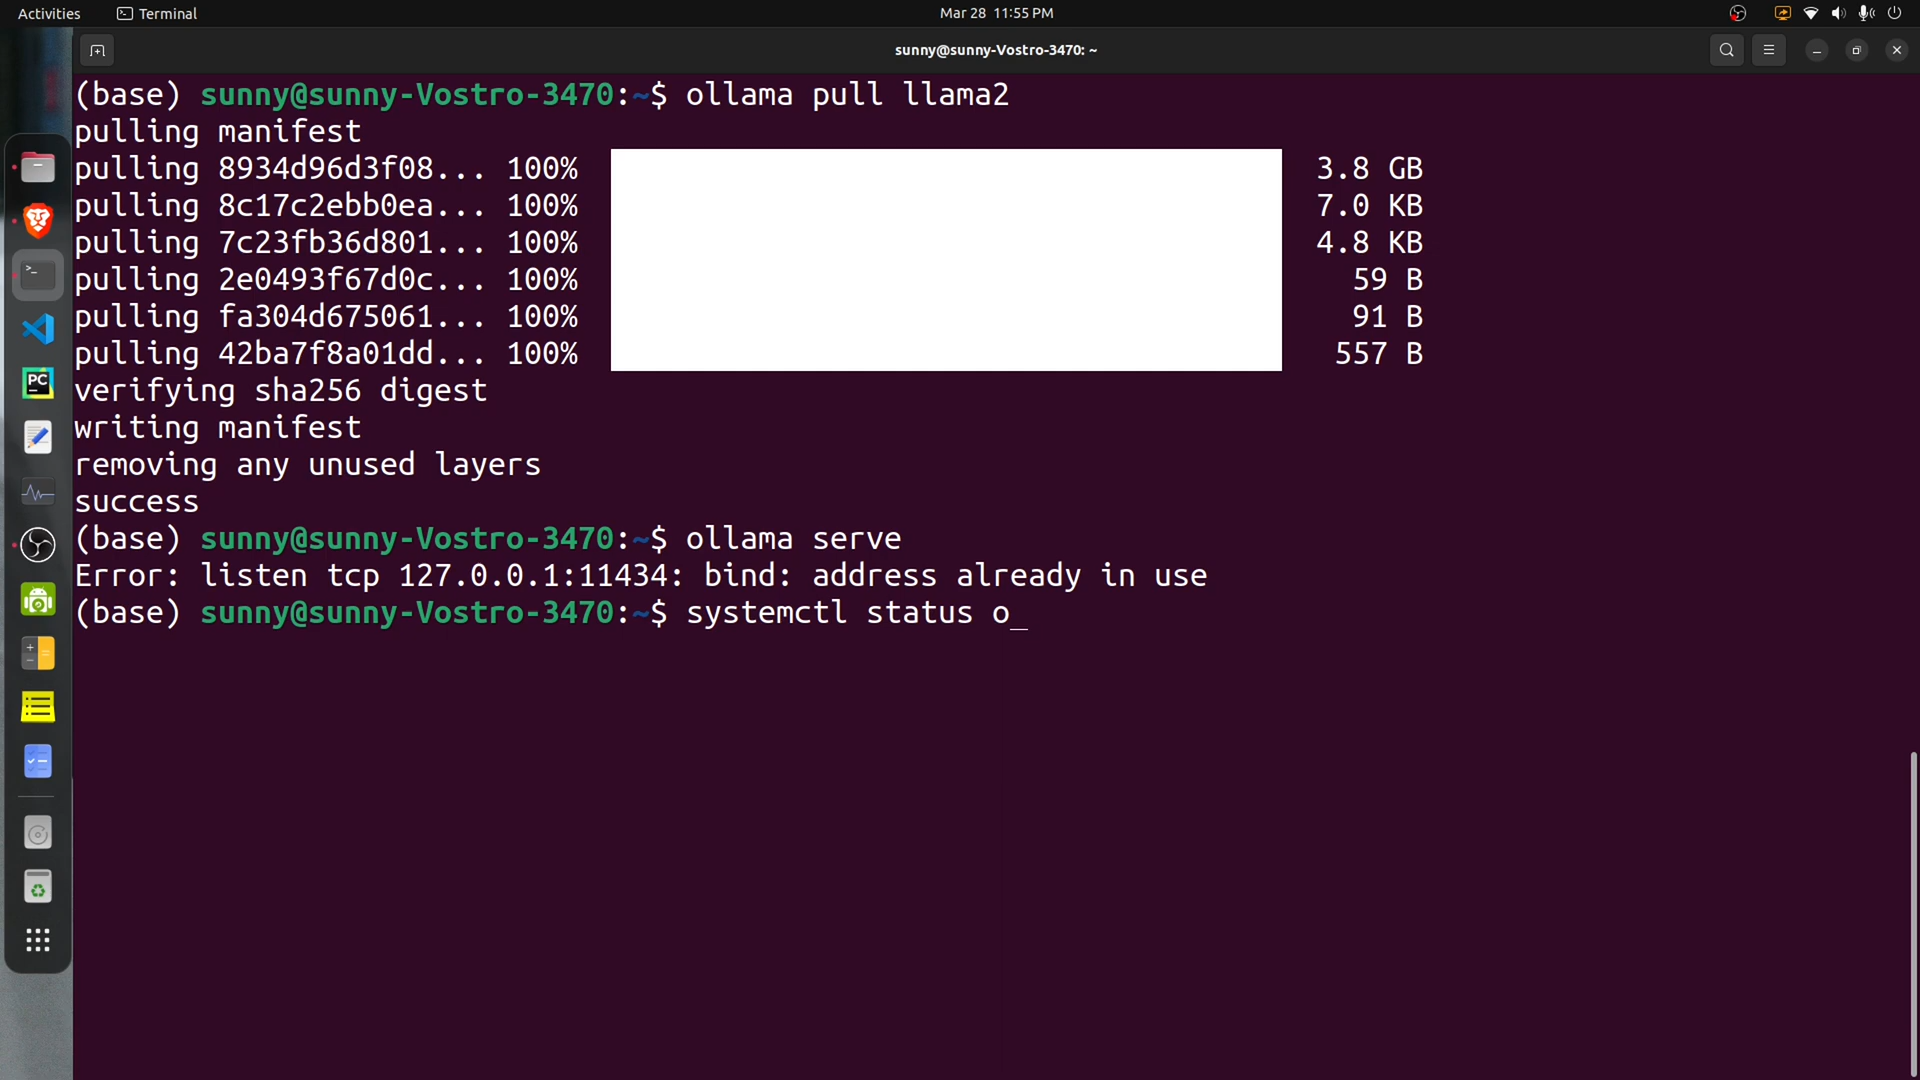 Activities
Terminal
Mar 28 11:55 PM
sunny@sunny-Vostro-3470: ~
(base) sunny@sunny-Vostro-3470:~$ ollama pull llama2
pulling manifest
pulling 8934d96d3f08... 100% 3.8 GB
pulling 8c17c2ebb0ea... 100% 7.0 KB
pulling 7c23fb36d801... 100% 4.8 KB
pulling 2e0493f67d0c... 100% 59 B
pulling fa304d675061... 100% 91 B
pulling 42ba7f8a01dd... 100% 557 B
verifying sha256 digest
writing manifest
removing any unused layers
success
(base) sunny@sunny-Vostro-3470:~$ ollama serve
Error: listen tcp 127.0.0.1:11434: bind: address already in use
(base) sunny@sunny-Vostro-3470:~$ systemctl status o_
PC